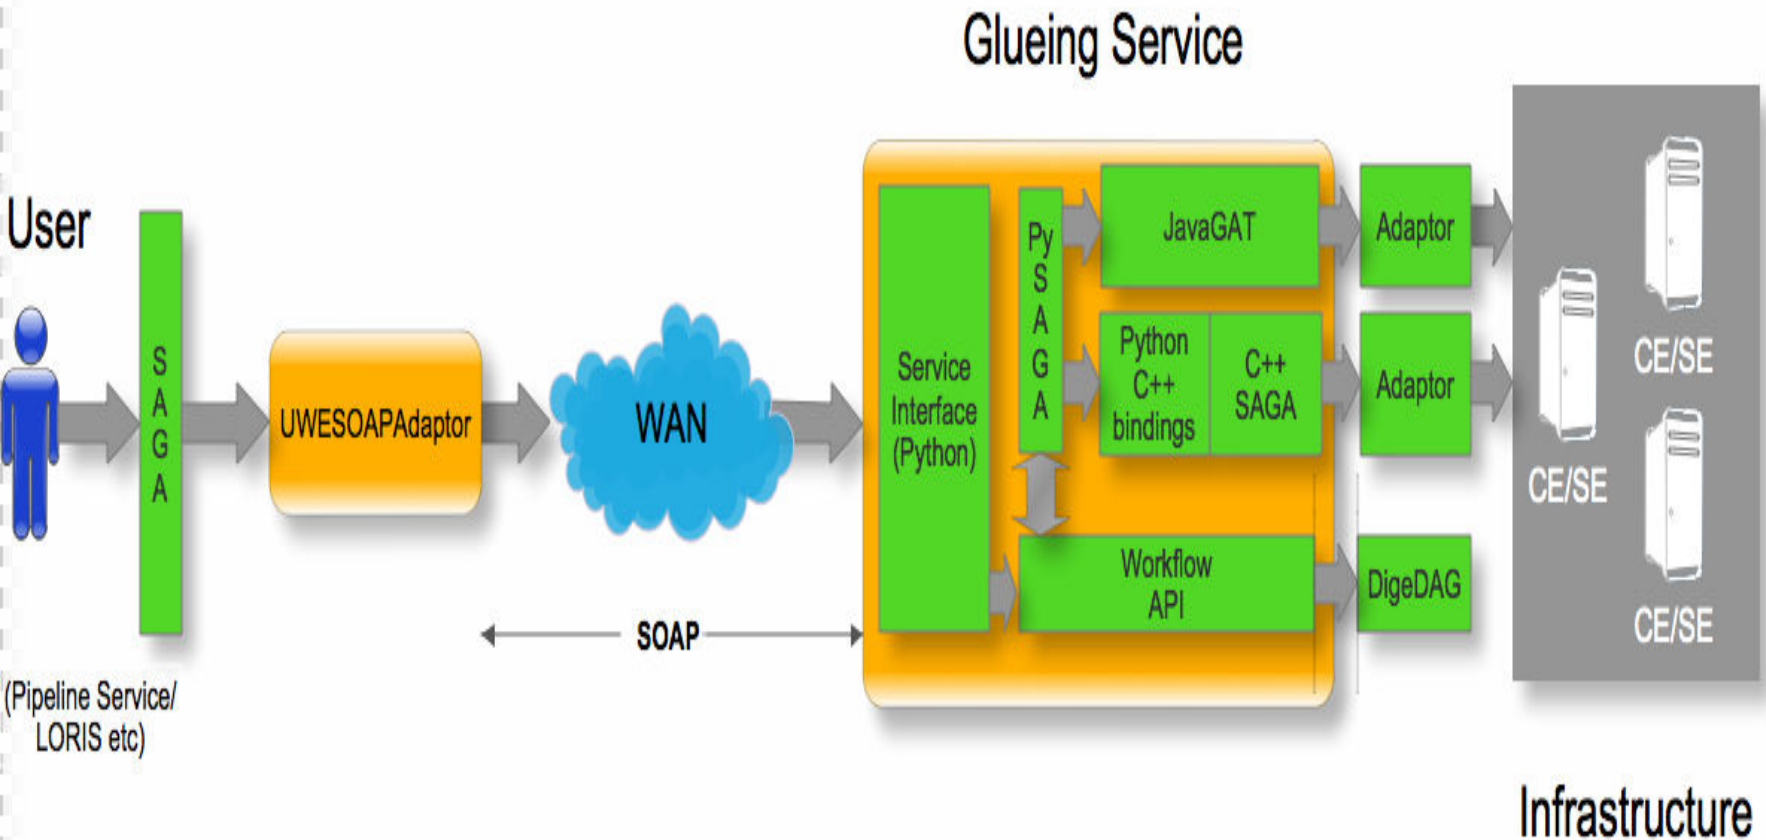 Glueing Service
User
S
A
G
A
(Pipeline Service/
LORIS etc)
UWESOAPAdaptor
WAN
SOAP
Service
Interface
(Python)
Py
S
A
G
A
JavaGAT
Python
C++
bindings
C++
SAGA
Workflow
API
Adaptor
Adaptor
DigeDAG
CE/SE
CE/SE
CE/SE
Infrastructure